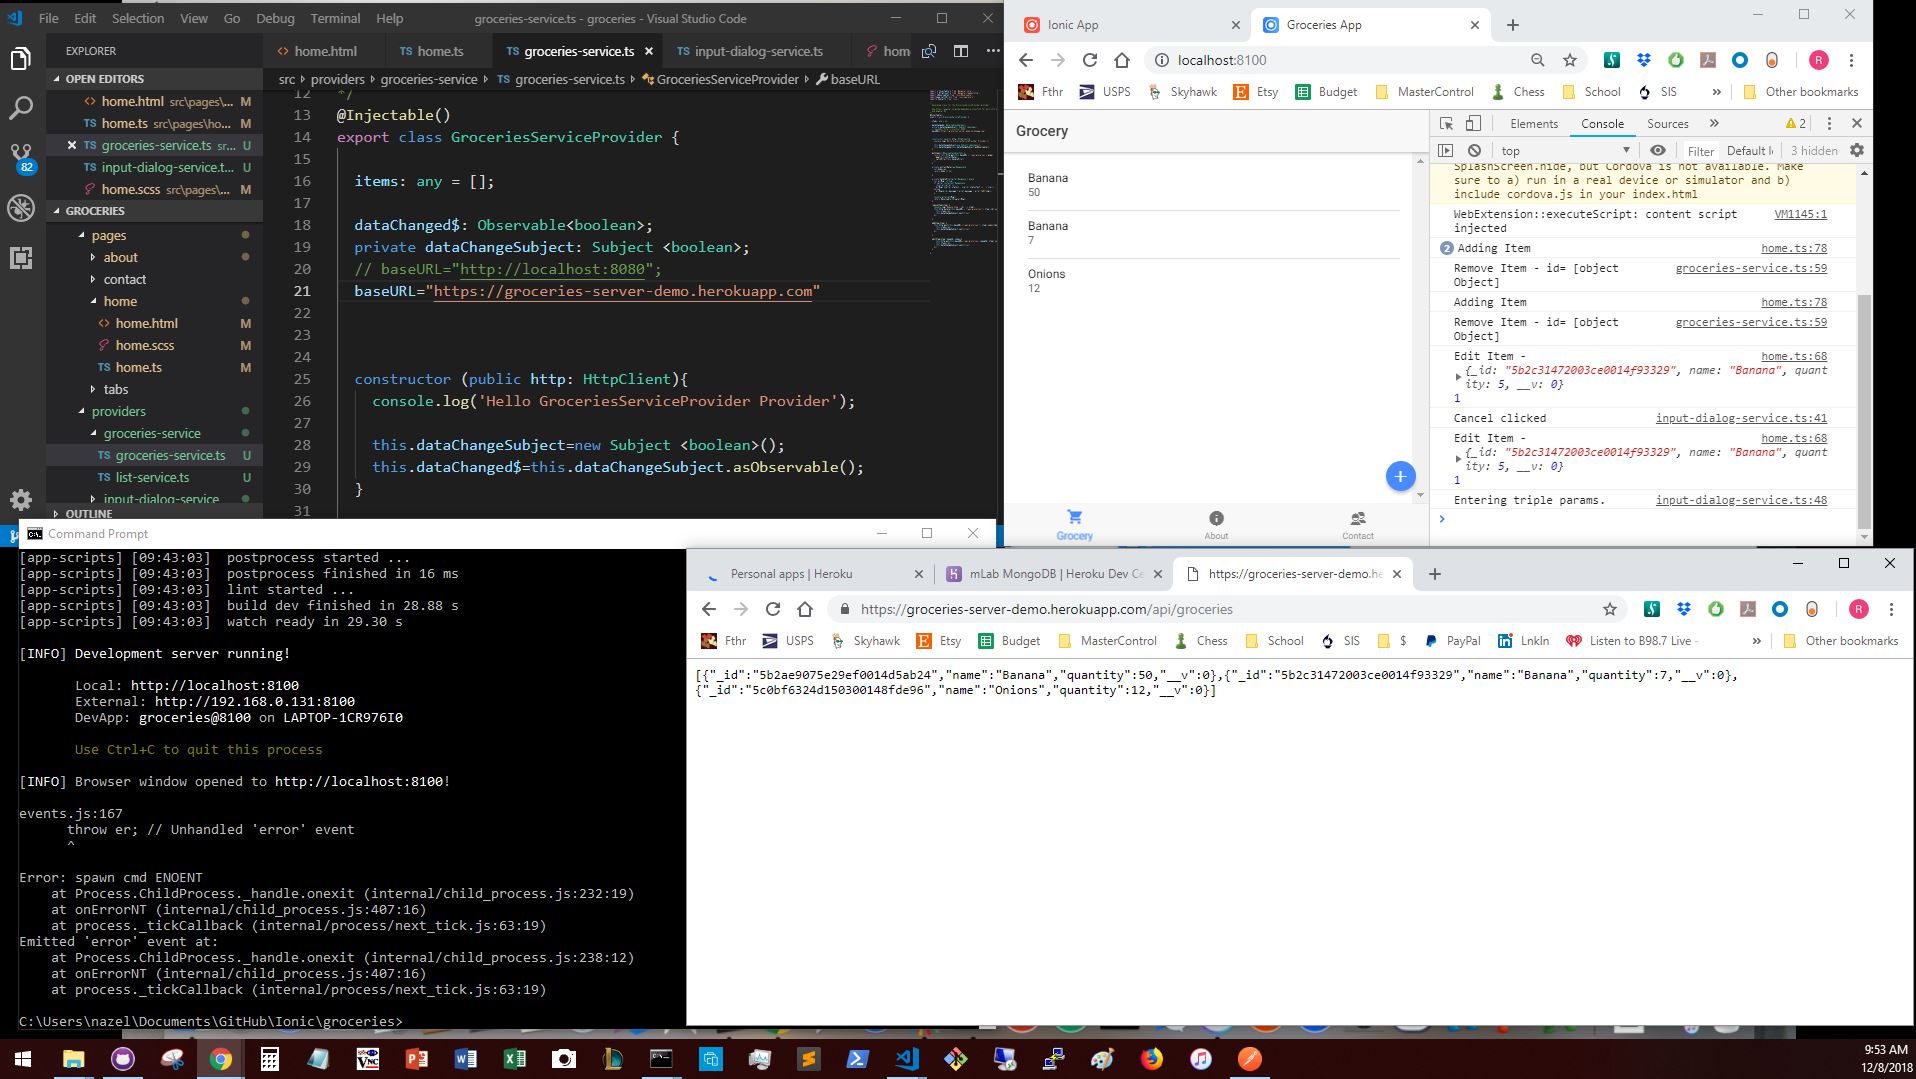 File Edit Selection View Go Debug Terminal Help groceries-service.ts - groceries - Visual Studio Code
EXPLORER
home.html home.ts groceries-service.ts input-dialog-service.ts hom
OPEN EDITORS
src › providers › groceries-service › TS groceries-service.ts › GroceriesServiceProvider › baseURL
home.html src\pages\...
TS home.ts src\pages\ho... M
M
TS groceries-service.ts sr... U
TS input-dialog-service.t... U
home.scss src\pages\... M
82
GROCERIES
pages
about
contact
home
home.html M
home.scss M
TS home.ts M
tabs
providers
groceries-service
TS groceries-service.ts U
TS list-service.ts U
input-dialog-service
OUTLINE
12 */
13 @Injectable()
14 export class GroceriesServiceProvider {
15
16 items: any = [];
17
18 dataChanged$: Observable<boolean>;
19 private dataChangeSubject: Subject <boolean>;
20 // baseURL="http://localhost:8080";
21 baseURL="https://groceries-server-demo.herokuapp.com"
22
23
24
25 constructor (public http: HttpClient){
26 console.log('Hello GroceriesServiceProvider Provider');
27
28 this.dataChangeSubject=new Subject <boolean>();
29 this.dataChanged$=this.dataChangeSubject.asObservable();
30 }
31
Ionic App Groceries App
localhost:8100 R
Fthr USPS Skyhawk Etsy Budget MasterControl Chess School SIS » Other bookmarks
Grocery
Banana
50
Banana
7
Onions
12
Grocery About Contact
Elements Console Sources » 2
top Filter Default l 3 hidden
SplashScreen.hide, but Cordova is not available. Make
sure to a) run in a real device or simulator and b)
include cordova.js in your index.html
WebExtension::executeScript: content script VM1145:1
injected
2 Adding Item home.ts:78
Remove Item - id= [object groceries-service.ts:59
Object]
Adding Item home.ts:78
Remove Item - id= [object groceries-service.ts:59
Object]
Edit Item - home.ts:68
{_id: "5b2c31472003ce0014f93329", name: "Banana", quant
ity: 5, __v: 0}
1
Cancel clicked input-dialog-service.ts:41
Edit Item - home.ts:68
{_id: "5b2c31472003ce0014f93329", name: "Banana", quant
ity: 5, __v: 0}
1
Entering triple params. input-dialog-service.ts:48
Command Prompt
[app-scripts] [09:43:03] postprocess started ...
[app-scripts] [09:43:03] postprocess finished in 16 ms
[app-scripts] [09:43:03] lint started ...
[app-scripts] [09:43:03] build dev finished in 28.88 s
[app-scripts] [09:43:03] watch ready in 29.30 s
[INFO] Development server running!
Local: http://localhost:8100
External: http://192.168.0.131:8100
DevApp: groceries@8100 on LAPTOP-1CR976I0
Use Ctrl+C to quit this process
[INFO] Browser window opened to http://localhost:8100!
events.js:167
throw er; // Unhandled 'error' event
^
Error: spawn cmd ENOENT
at Process.ChildProcess._handle.onexit (internal/child_process.js:232:19)
at onErrorNT (internal/child_process.js:407:16)
at process._tickCallback (internal/process/next_tick.js:63:19)
Emitted 'error' event at:
at Process.ChildProcess._handle.onexit (internal/child_process.js:238:12)
at onErrorNT (internal/child_process.js:407:16)
at process._tickCallback (internal/process/next_tick.js:63:19)
C:\Users\nazel\Documents\GitHub\Ionic\groceries>
Personal apps | Heroku mLab MongoDB | Heroku Dev Ce https://groceries-server-demo.he
https://groceries-server-demo.herokuapp.com/api/groceries R
Fthr USPS Skyhawk Etsy Budget MasterControl Chess School SIS $ PayPal LnkIn Listen to B98.7 Live - » Other bookmarks
[{"_id":"5b2ae9075e29ef0014d5ab24","name":"Banana","quantity":50,"__v":0},{"_id":"5b2c31472003ce0014f93329","name":"Banana","quantity":7,"__v":0},
{"_id":"5c0bf6324d150300148fde96","name":"Onions","quantity":12,"__v":0}]
9:53 AM
12/8/2018